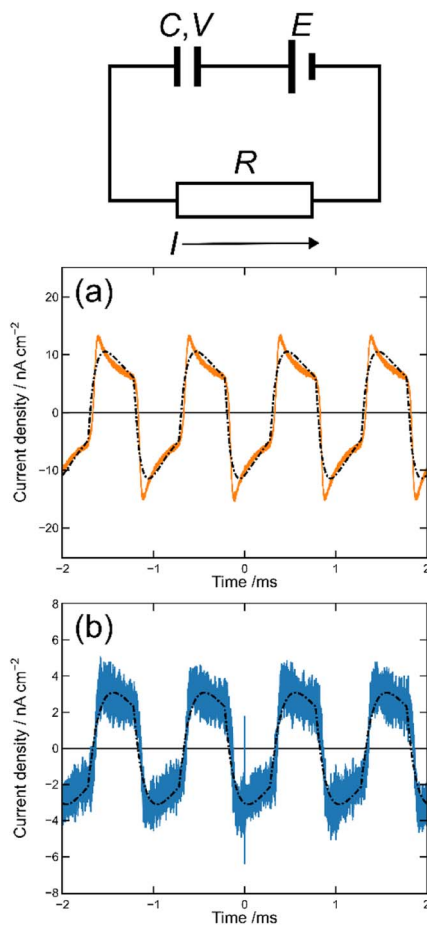 C,V E
R
I
(a)
Current density / nA cm⁻²
20
10
0
−10
−20
−2 −1 0 1 2
Time /ms
(b)
Current density / nA cm⁻²
8
6
4
2
0
−2
−4
−6
−8
−2 −1 0 1 2
Time /ms